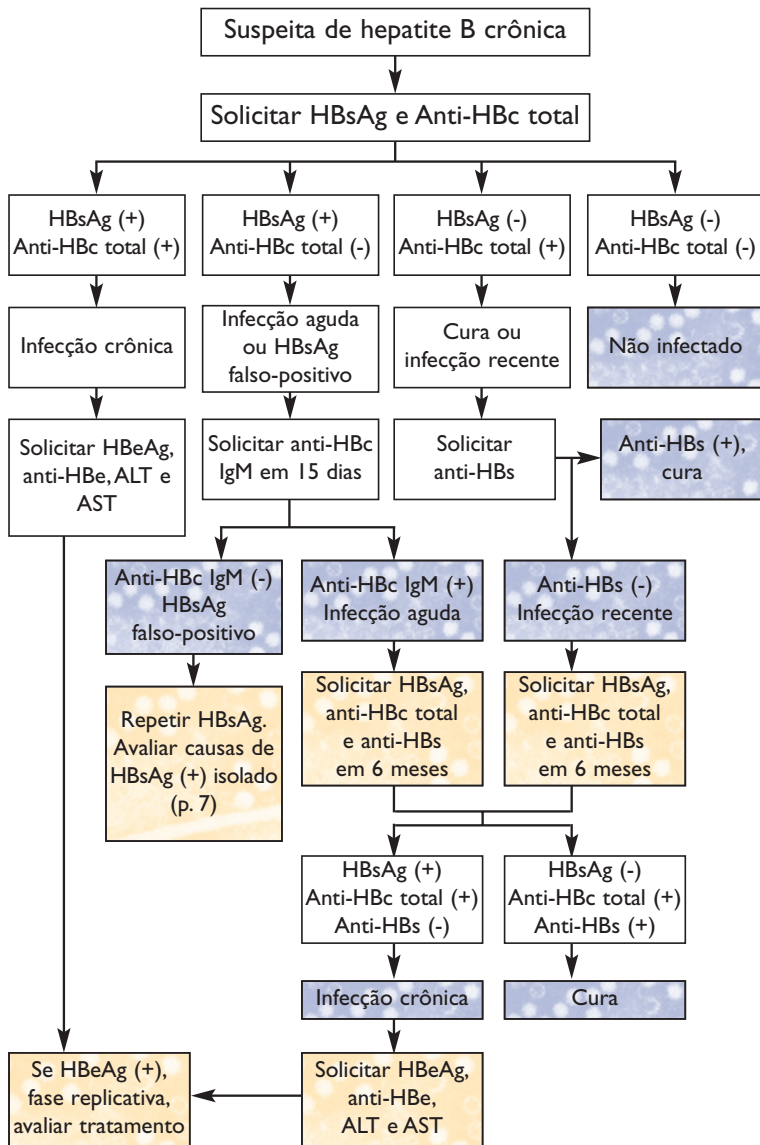 Suspeita de hepatite B crônica
Solicitar HBsAg e Anti-HBc total
HBsAg (+)
Anti-HBc total (+)
HBsAg (+)
Anti-HBc total (-)
HBsAg (-)
Anti-HBc total (+)
HBsAg (-)
Anti-HBc total (-)
Infecção crônica
Infecção aguda
ou HBsAg
falso-positivo
Cura ou
infecção recente
Não infectado
Solicitar HBeAg,
anti-HBe, ALT e
AST
Solicitar anti-HBc
IgM em 15 dias
Solicitar
anti-HBs
Anti-HBs (+),
cura
Anti-HBc IgM (-)
HBsAg
falso-positivo
Anti-HBc IgM (+)
Infecção aguda
Anti-HBs (-)
Infecção recente
Repetir HBsAg.
Avaliar causas de
HBsAg (+) isolado
(p. 7)
Solicitar HBsAg,
anti-HBc total
e anti-HBs
em 6 meses
Solicitar HBsAg,
anti-HBc total
e anti-HBs
em 6 meses
HBsAg (+)
Anti-HBc total (+)
Anti-HBs (-)
HBsAg (-)
Anti-HBc total (+)
Anti-HBs (+)
Infecção crônica
Cura
Se HBeAg (+),
fase replicativa,
avaliar tratamento
Solicitar HBeAg,
anti-HBe,
ALT e AST